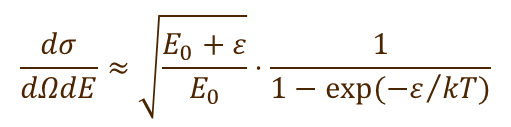 dσ/dΩdE ≈ √((E₀ + ε)/E₀) · 1/(1 − exp(−ε/kT))